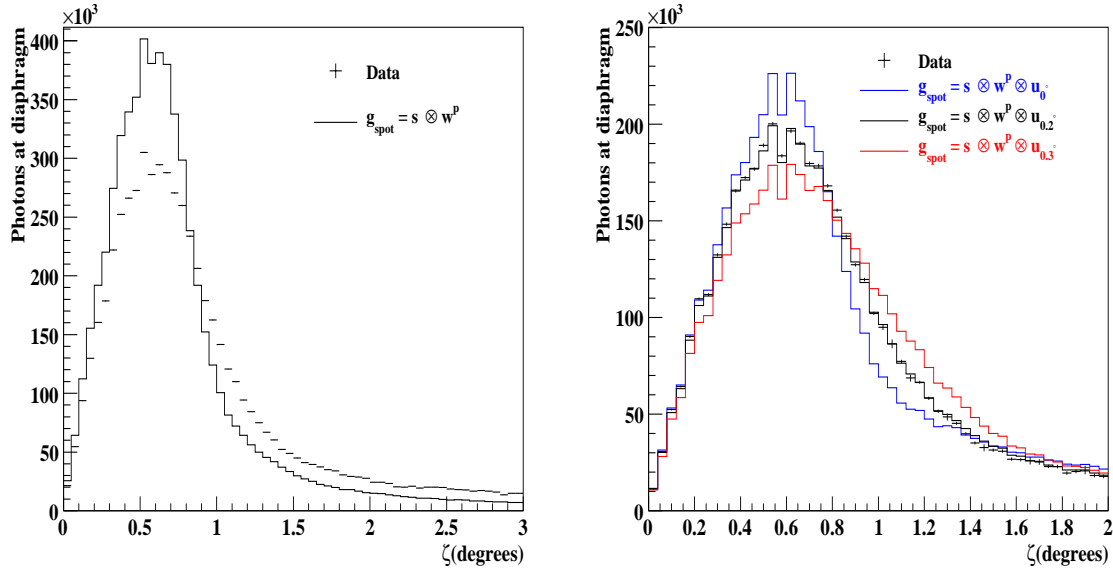 ×10³
400
350
300
250
200
150
100
50
0
Photons at diaphragm
Data
g_spot = s ⊗ w^p
0 0.5 1 1.5 2 2.5 3
ζ(degrees)
×10³
250
200
150
100
50
0
Photons at diaphragm
Data
g_spot = s ⊗ w^p ⊗ u_0°
g_spot = s ⊗ w^p ⊗ u_0.2°
g_spot = s ⊗ w^p ⊗ u_0.3°
0 0.2 0.4 0.6 0.8 1 1.2 1.4 1.6 1.8 2
ζ(degrees)